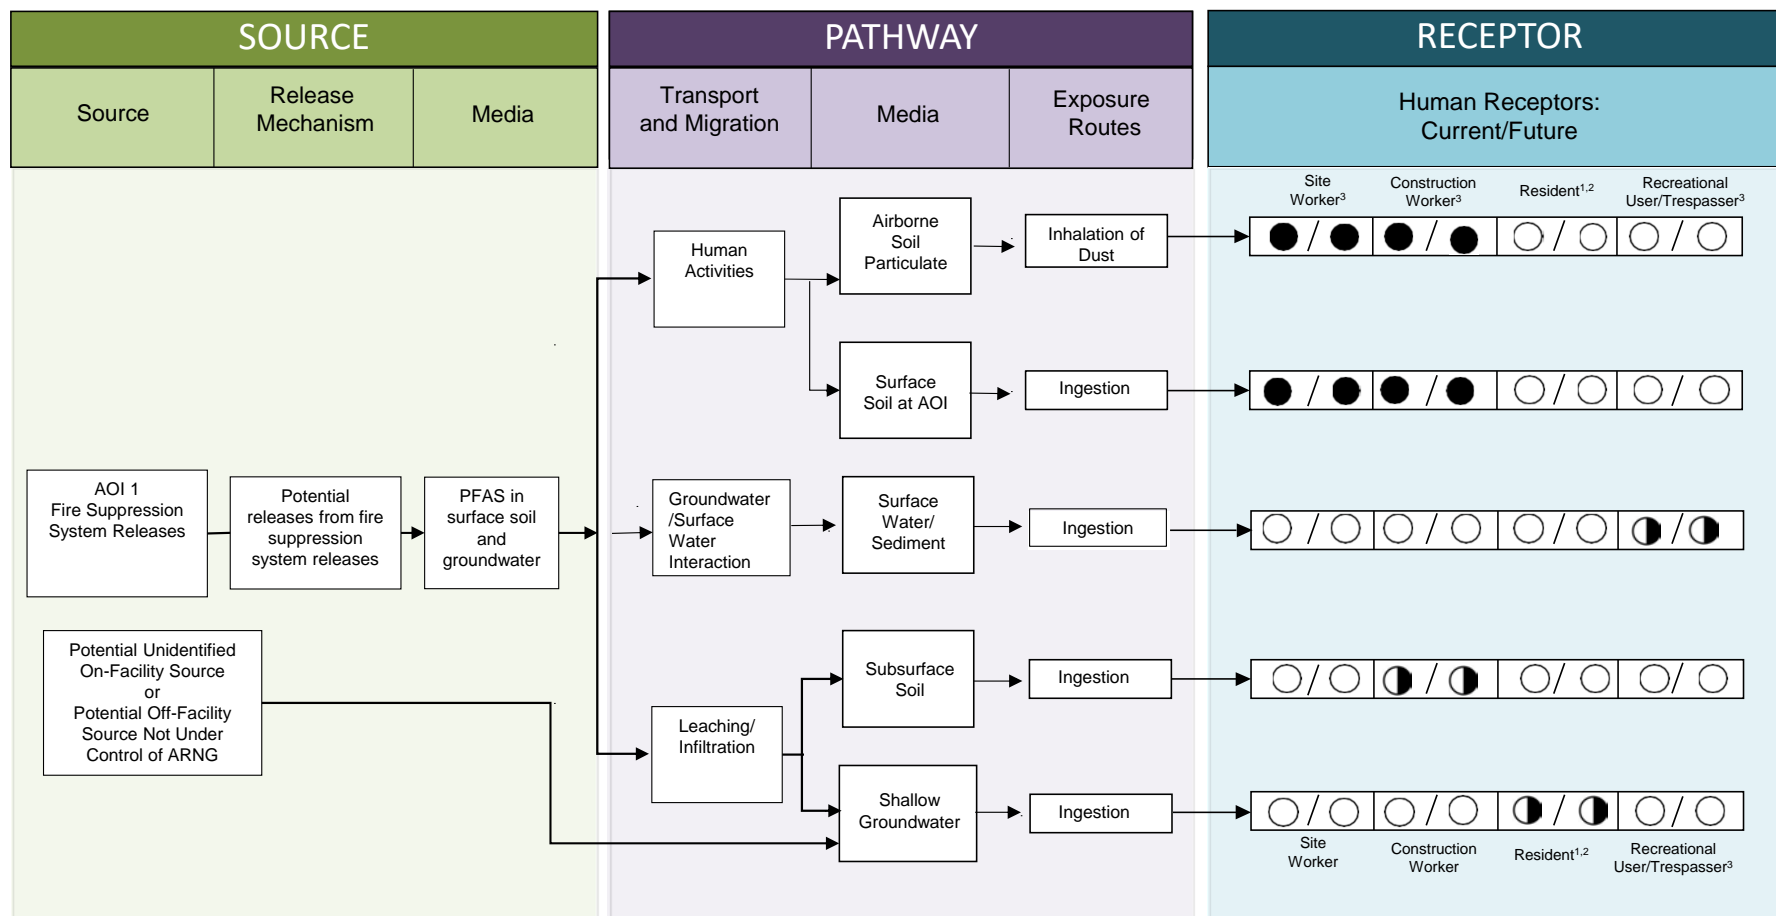 SOURCE
PATHWAY
RECEPTOR
Source
Release
Mechanism
Media
Transport
and Migration
Media
Exposure
Routes
Human Receptors:
Current/Future
Site
Worker³
Construction
Worker³
Resident¹,²
Recreational
User/Trespasser³
Human
Activities
Airborne
Soil
Particulate
Inhalation of
Dust
/ / / /
Surface
Soil at AOI
Ingestion
/ / / /
AOI 1
Fire Suppression
System Releases
Potential
releases from fire
suppression
system releases
PFAS in
surface soil
and
groundwater
Groundwater
/Surface
Water
Interaction
Surface
Water/
Sediment
Ingestion
/ / / /
Potential Unidentified
On-Facility Source
or
Potential Off-Facility
Source Not Under
Control of ARNG
Leaching/
Infiltration
Subsurface
Soil
Ingestion
/ / / /
Shallow
Groundwater
Ingestion
/ / / /
Site
Worker
Construction
Worker
Resident¹,²
Recreational
User/Trespasser³